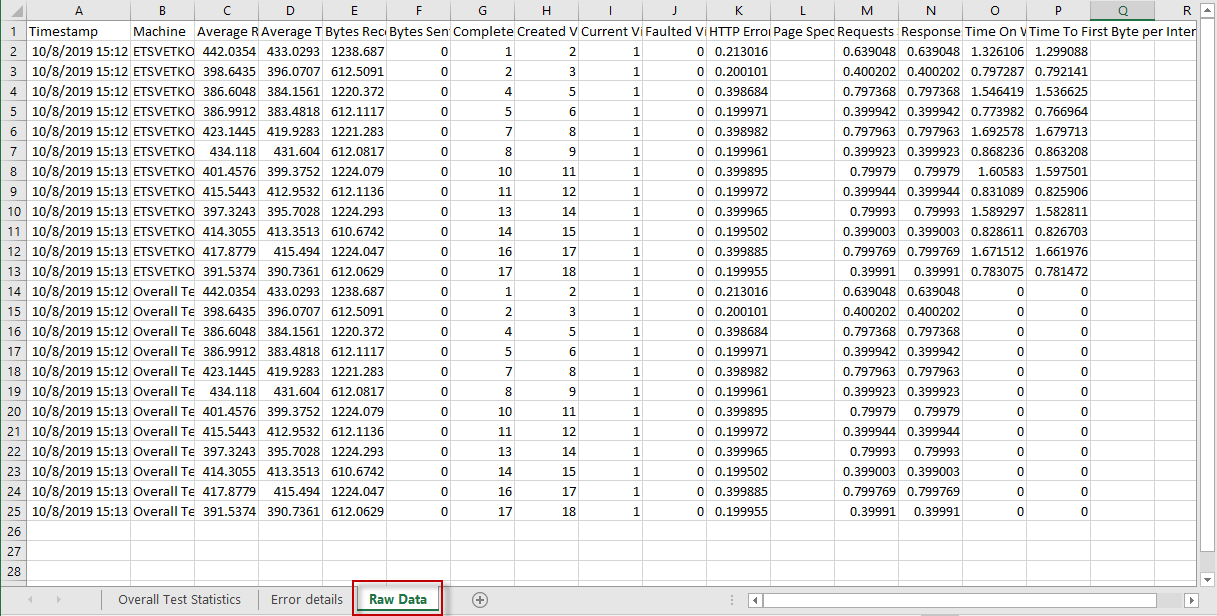 A B C D E F G H I J K L M N O P Q R
1 Timestamp Machine Average R Average T Bytes Rece Bytes Sen Complete Created V Current Vi Faulted Vi HTTP Error Page Spec Requests Response Time On W Time To First Byte per Inter
2 10/8/2019 15:12 ETSVETKO 442.0354 433.0293 1238.687 0 1 2 1 0 0.213016 0.639048 0.639048 1.326106 1.299088
3 10/8/2019 15:12 ETSVETKO 398.6435 396.0707 612.5091 0 2 3 1 0 0.200101 0.400202 0.400202 0.797287 0.792141
4 10/8/2019 15:12 ETSVETKO 386.6048 384.1561 1220.372 0 4 5 1 0 0.398684 0.797368 0.797368 1.546419 1.536625
5 10/8/2019 15:12 ETSVETKO 386.9912 383.4818 612.1117 0 5 6 1 0 0.199971 0.399942 0.399942 0.773982 0.766964
6 10/8/2019 15:12 ETSVETKO 423.1445 419.9283 1221.283 0 7 8 1 0 0.398982 0.797963 0.797963 1.692578 1.679713
7 10/8/2019 15:13 ETSVETKO 434.118 431.604 612.0817 0 8 9 1 0 0.199961 0.399923 0.399923 0.868236 0.863208
8 10/8/2019 15:13 ETSVETKO 401.4576 399.3752 1224.079 0 10 11 1 0 0.399895 0.79979 0.79979 1.60583 1.597501
9 10/8/2019 15:13 ETSVETKO 415.5443 412.9532 612.1136 0 11 12 1 0 0.199972 0.399944 0.399944 0.831089 0.825906
10 10/8/2019 15:13 ETSVETKO 397.3243 395.7028 1224.293 0 13 14 1 0 0.399965 0.79993 0.79993 1.589297 1.582811
11 10/8/2019 15:13 ETSVETKO 414.3055 413.3513 610.6742 0 14 15 1 0 0.199502 0.399003 0.399003 0.828611 0.826703
12 10/8/2019 15:13 ETSVETKO 417.8779 415.494 1224.047 0 16 17 1 0 0.399885 0.799769 0.799769 1.671512 1.661976
13 10/8/2019 15:13 ETSVETKO 391.5374 390.7361 612.0629 0 17 18 1 0 0.199955 0.39991 0.39991 0.783075 0.781472
14 10/8/2019 15:12 Overall Te 442.0354 433.0293 1238.687 0 1 2 1 0 0.213016 0.639048 0.639048 0 0
15 10/8/2019 15:12 Overall Te 398.6435 396.0707 612.5091 0 2 3 1 0 0.200101 0.400202 0.400202 0 0
16 10/8/2019 15:12 Overall Te 386.6048 384.1561 1220.372 0 4 5 1 0 0.398684 0.797368 0.797368 0 0
17 10/8/2019 15:12 Overall Te 386.9912 383.4818 612.1117 0 5 6 1 0 0.199971 0.399942 0.399942 0 0
18 10/8/2019 15:12 Overall Te 423.1445 419.9283 1221.283 0 7 8 1 0 0.398982 0.797963 0.797963 0 0
19 10/8/2019 15:13 Overall Te 434.118 431.604 612.0817 0 8 9 1 0 0.199961 0.399923 0.399923 0 0
20 10/8/2019 15:13 Overall Te 401.4576 399.3752 1224.079 0 10 11 1 0 0.399895 0.79979 0.79979 0 0
21 10/8/2019 15:13 Overall Te 415.5443 412.9532 612.1136 0 11 12 1 0 0.199972 0.399944 0.399944 0 0
22 10/8/2019 15:13 Overall Te 397.3243 395.7028 1224.293 0 13 14 1 0 0.399965 0.79993 0.79993 0 0
23 10/8/2019 15:13 Overall Te 414.3055 413.3513 610.6742 0 14 15 1 0 0.199502 0.399003 0.399003 0 0
24 10/8/2019 15:13 Overall Te 417.8779 415.494 1224.047 0 16 17 1 0 0.399885 0.799769 0.799769 0 0
25 10/8/2019 15:13 Overall Te 391.5374 390.7361 612.0629 0 17 18 1 0 0.199955 0.39991 0.39991 0 0
26
27
28
Overall Test Statistics Error details Raw Data